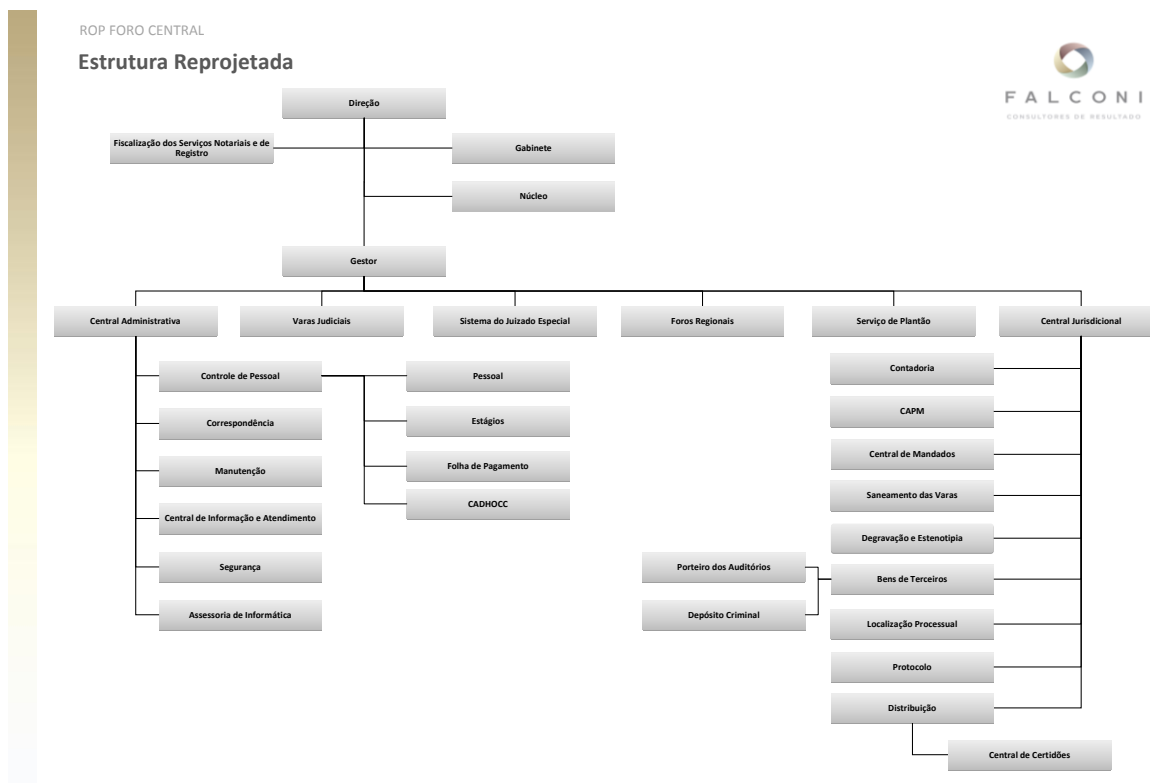 ROP FORO CENTRAL
Estrutura Reprojetada
FALCONI
CONSULTORES DE RESULTADO
Direção
Fiscalização dos Serviços Notariais e de
Registro
Gabinete
Núcleo
Gestor
Central Administrativa
Varas Judiciais
Sistema do Juizado Especial
Foros Regionais
Serviço de Plantão
Central Jurisdicional
Controle de Pessoal
Correspondência
Manutenção
Central de Informação e Atendimento
Segurança
Assessoria de Informática
Pessoal
Estágios
Folha de Pagamento
CADHOCC
Contadoria
CAPM
Central de Mandados
Saneamento das Varas
Degravação e Estenotipia
Bens de Terceiros
Porteiro dos Auditórios
Depósito Criminal
Localização Processual
Protocolo
Distribuição
Central de Certidões